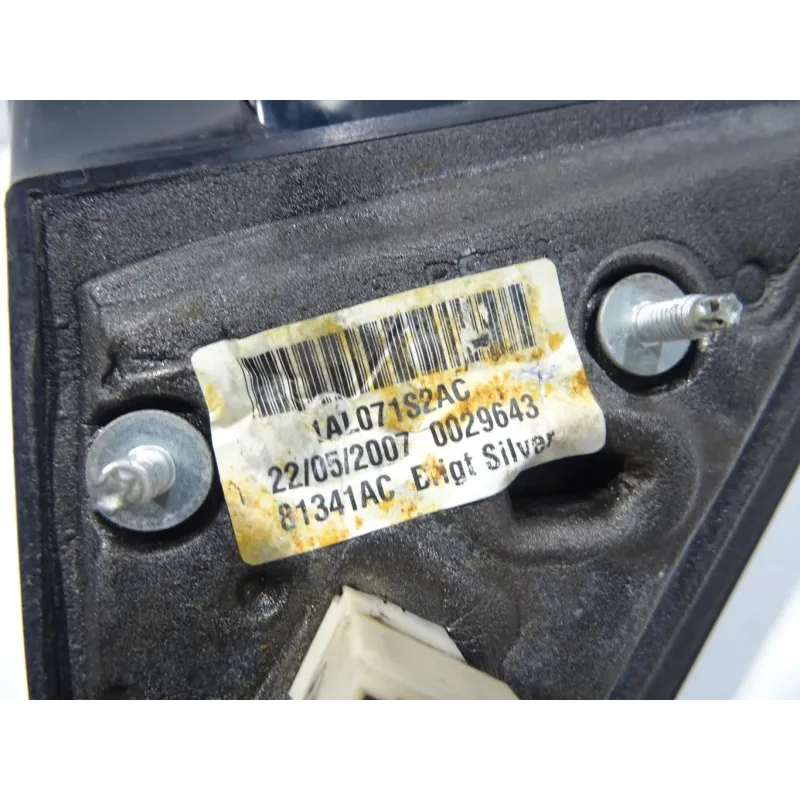 1AL071S2AC
22/05/2007 0029643
81341AC Brigt Silver